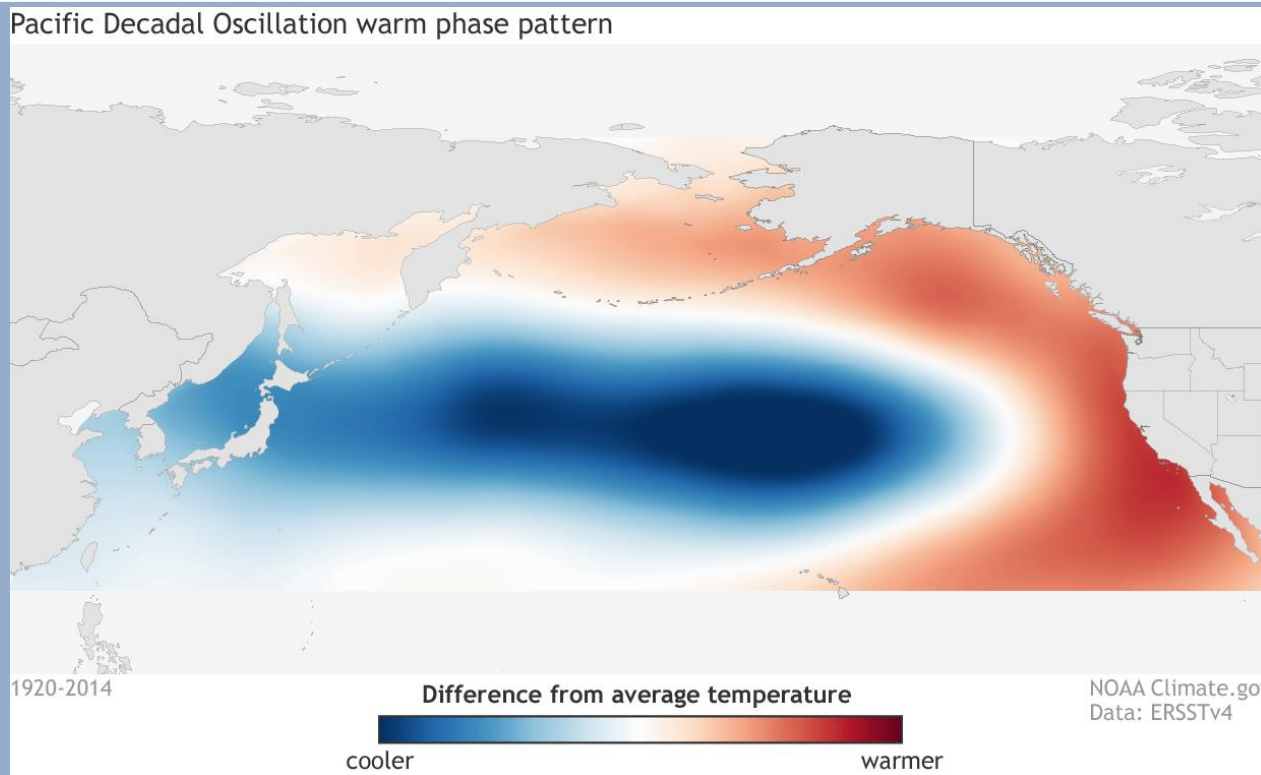 Pacific Decadal Oscillation warm phase pattern
1920-2014
Difference from average temperature
cooler
warmer
NOAA Climate.go
Data: ERSSTv4